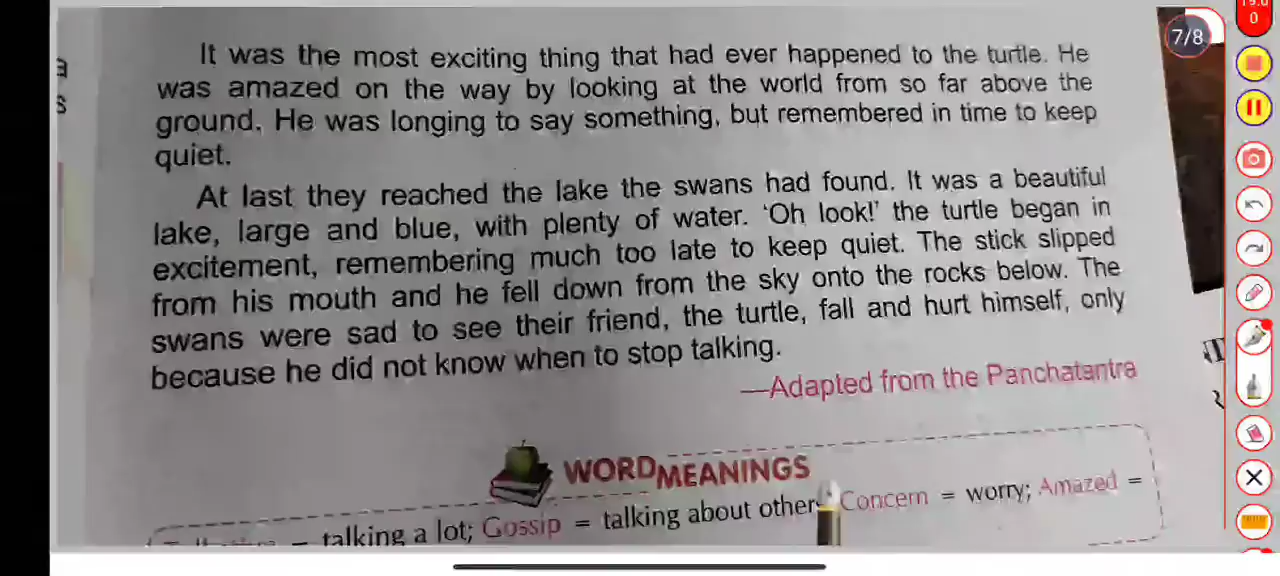 7/8
It was the most exciting thing that had ever happened to the turtle. He
was amazed on the way by looking at the world from so far above the
ground. He was longing to say something, but remembered in time to keep
quiet.
At last they reached the lake the swans had found. It was a beautiful
lake, large and blue, with plenty of water. 'Oh look!' the turtle began in
excitement, remembering much too late to keep quiet. The stick slipped
from his mouth and he fell down from the sky onto the rocks below. The
swans were sad to see their friend, the turtle, fall and hurt himself, only
because he did not know when to stop talking.
—Adapted from the Panchatantra
WORD MEANINGS
= talking a lot; Gossip = talking about other Concern = worry; Amazed =